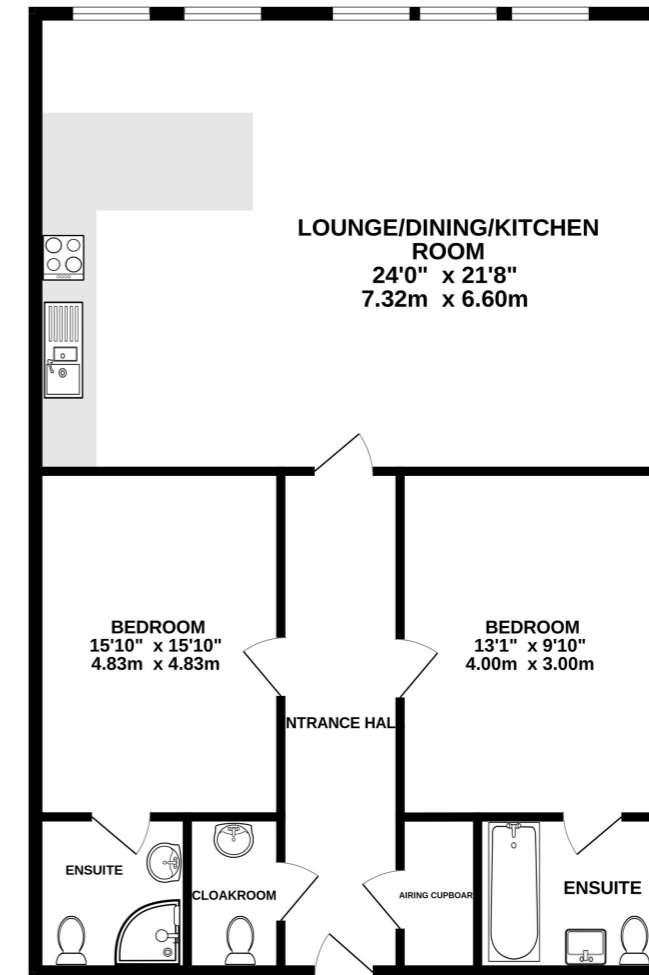 LOUNGE/DINING/KITCHEN
ROOM
24'0" x 21'8"
7.32m x 6.60m
BEDROOM
15'10" x 15'10"
4.83m x 4.83m
BEDROOM
13'1" x 9'10"
4.00m x 3.00m
NTRANCE HAL
ENSUITE
CLOAKROOM
AIRING CUPBOAR
ENSUITE